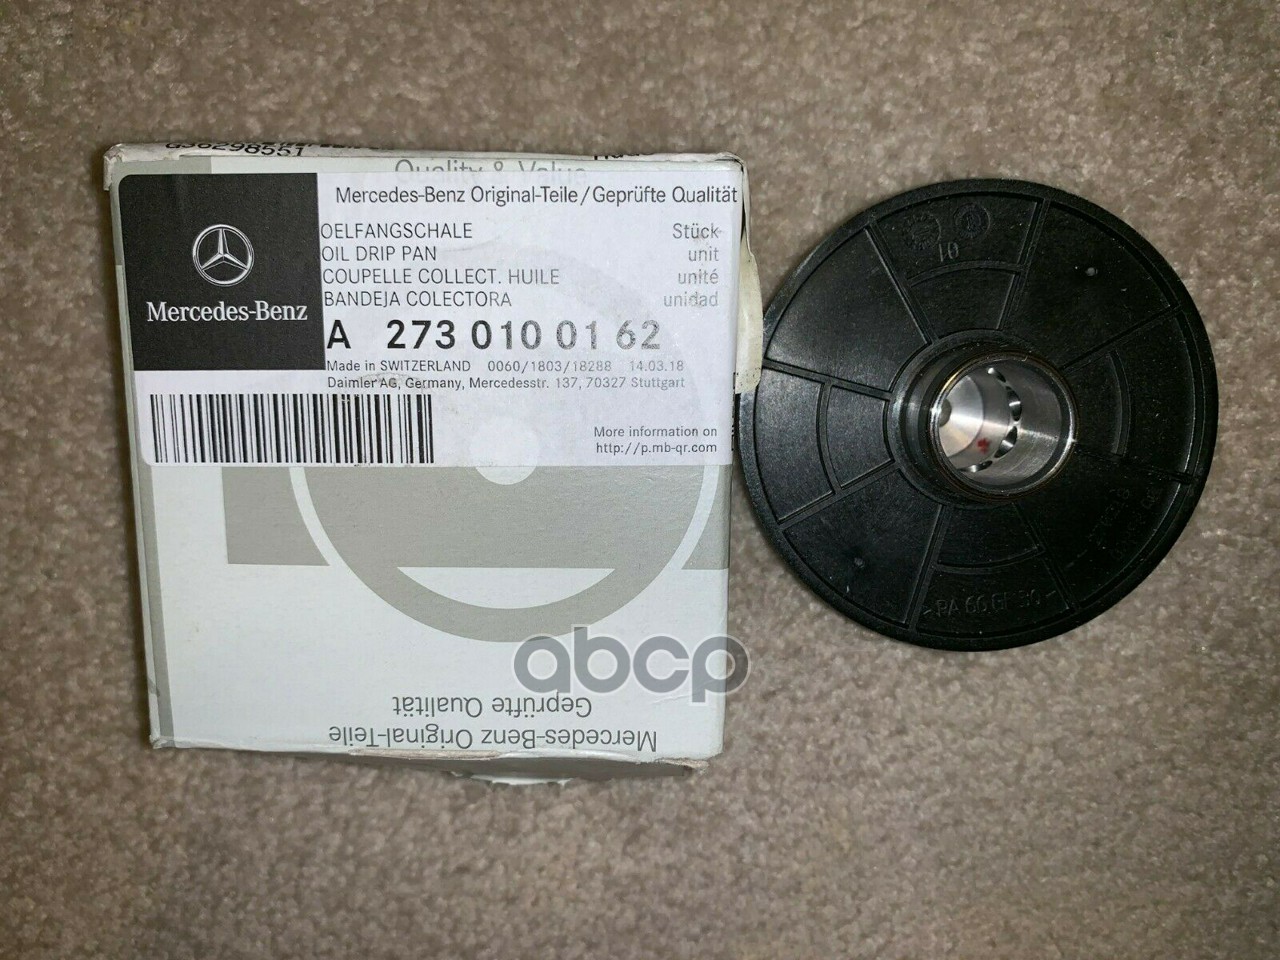 Quality & Value
Mercedes-Benz Original-Teile/Geprüfte Qualität
OELFANGSCHALE Stück
OIL DRIP PAN unit
COUPELLE COLLECT. HUILE unité
BANDEJA COLECTORA unidad
Mercedes-Benz
A 273 010 01 62
Made in SWITZERLAND 0060/1803/18288 14.03.18
Daimler AG, Germany, Mercedesstr. 137, 70327 Stuttgart
More information on
http://p.mb-qr.com
abcp
Geprüfte Qualität
Mercedes-Benz Original-Teile
10